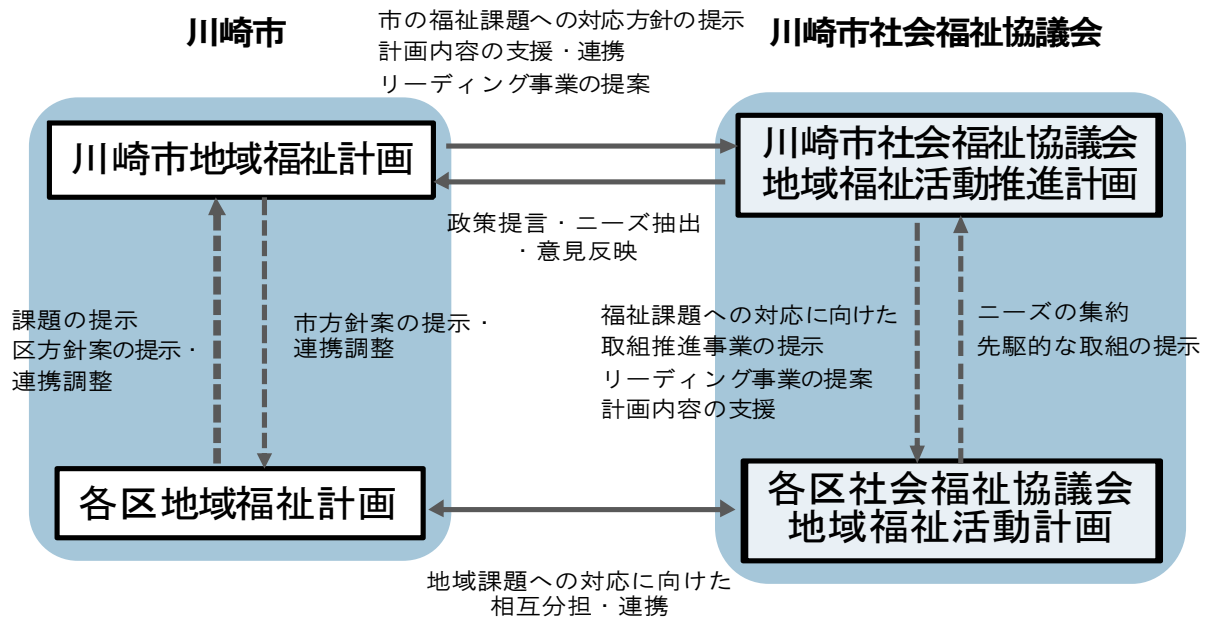 川崎市
市の福祉課題への対応方針の提示
計画内容の支援・連携
リーディング事業の提案
川崎市社会福祉協議会
川崎市地域福祉計画
川崎市社会福祉協議会
地域福祉活動推進計画
政策提言・ニーズ抽出
・意見反映
課題の提示
区方針案の提示・
連携調整
市方針案の提示・
連携調整
福祉課題への対応に向けた
取組推進事業の提示
リーディング事業の提案
計画内容の支援
ニーズの集約
先駆的な取組の提示
各区地域福祉計画
各区社会福祉協議会
地域福祉活動計画
地域課題への対応に向けた
相互分担・連携